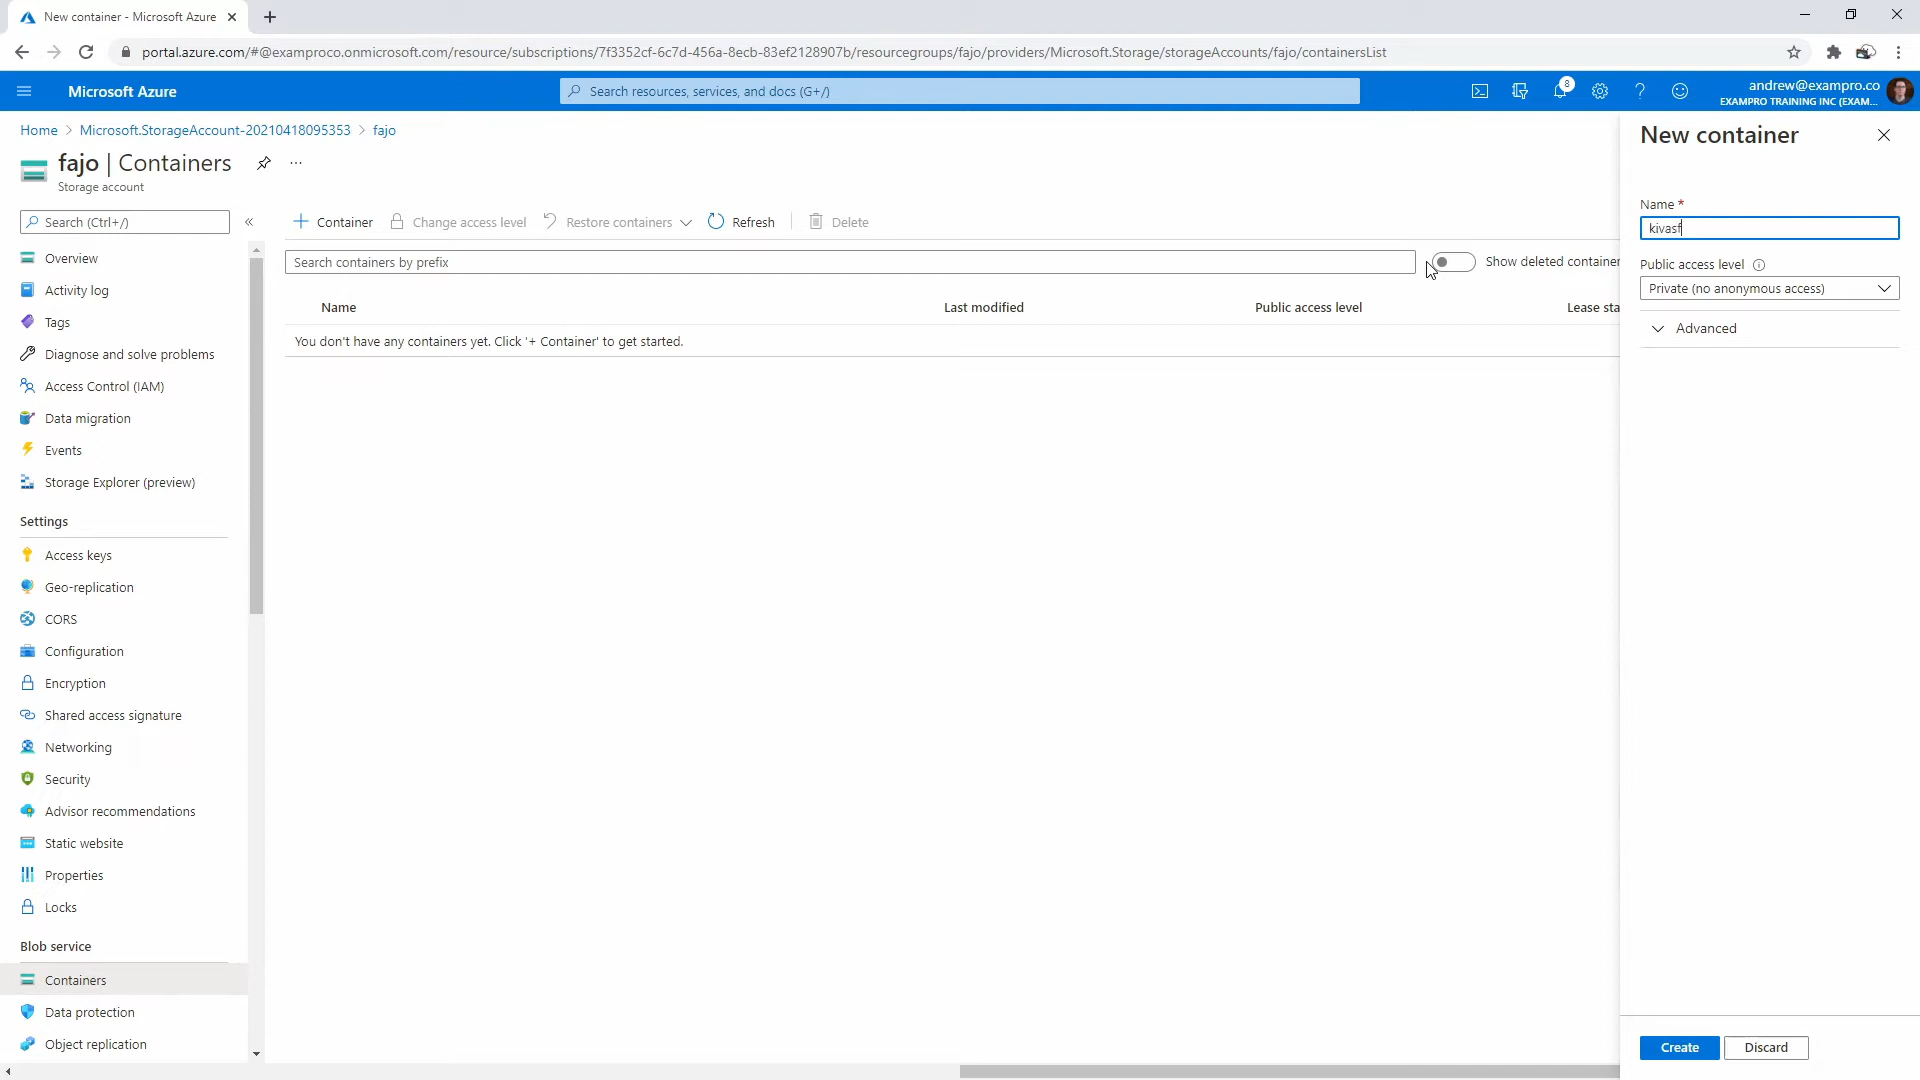 New container - Microsoft Azure
portal.azure.com/#@examproco.onmicrosoft.com/resource/subscriptions/7f3352cf-6c7d-456a-8ecb-83ef2128907b/resourcegroups/fajo/providers/Microsoft.Storage/storageAccounts/fajo/containersList
Microsoft Azure
Search resources, services, and docs (G+/)
8
andrew@exampro.co
EXAMPRO TRAINING INC (EXAM...
Home > Microsoft.StorageAccount-20210418095353 > fajo
fajo | Containers
Storage account
Search (Ctrl+/)
Overview
Activity log
Tags
Diagnose and solve problems
Access Control (IAM)
Data migration
Events
Storage Explorer (preview)
Settings
Access keys
Geo-replication
CORS
Configuration
Encryption
Shared access signature
Networking
Security
Advisor recommendations
Static website
Properties
Locks
Blob service
Containers
Data protection
Object replication
Container
Change access level
Restore containers
Refresh
Delete
Search containers by prefix
Show deleted container
Name Last modified Public access level Lease sta
You don't have any containers yet. Click '+ Container' to get started.
New container
Name *
kivasf
Public access level
Private (no anonymous access)
Advanced
Create
Discard